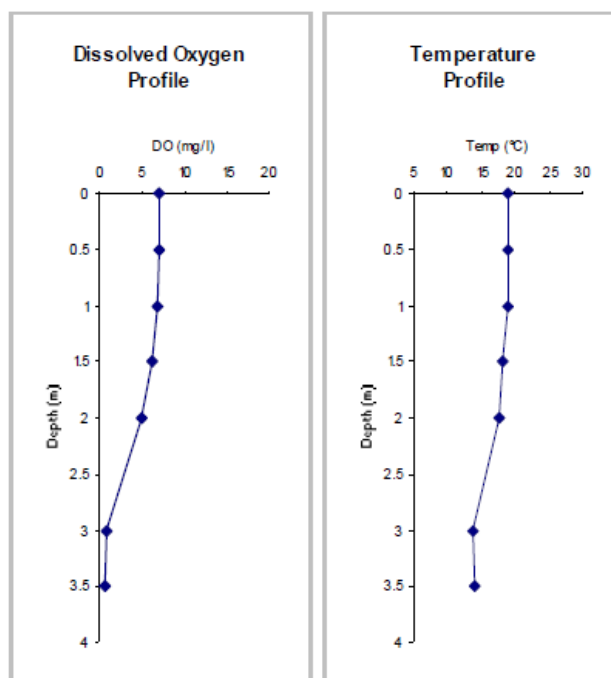 Dissolved Oxygen
Profile
DO (mg/l)
0 5 10 15 20
0
0.5
1
1.5
2
2.5
3
3.5
4
Depth (m)
Temperature
Profile
Temp (°C)
5 10 15 20 25 30
0
0.5
1
1.5
2
2.5
3
3.5
4
Depth (m)